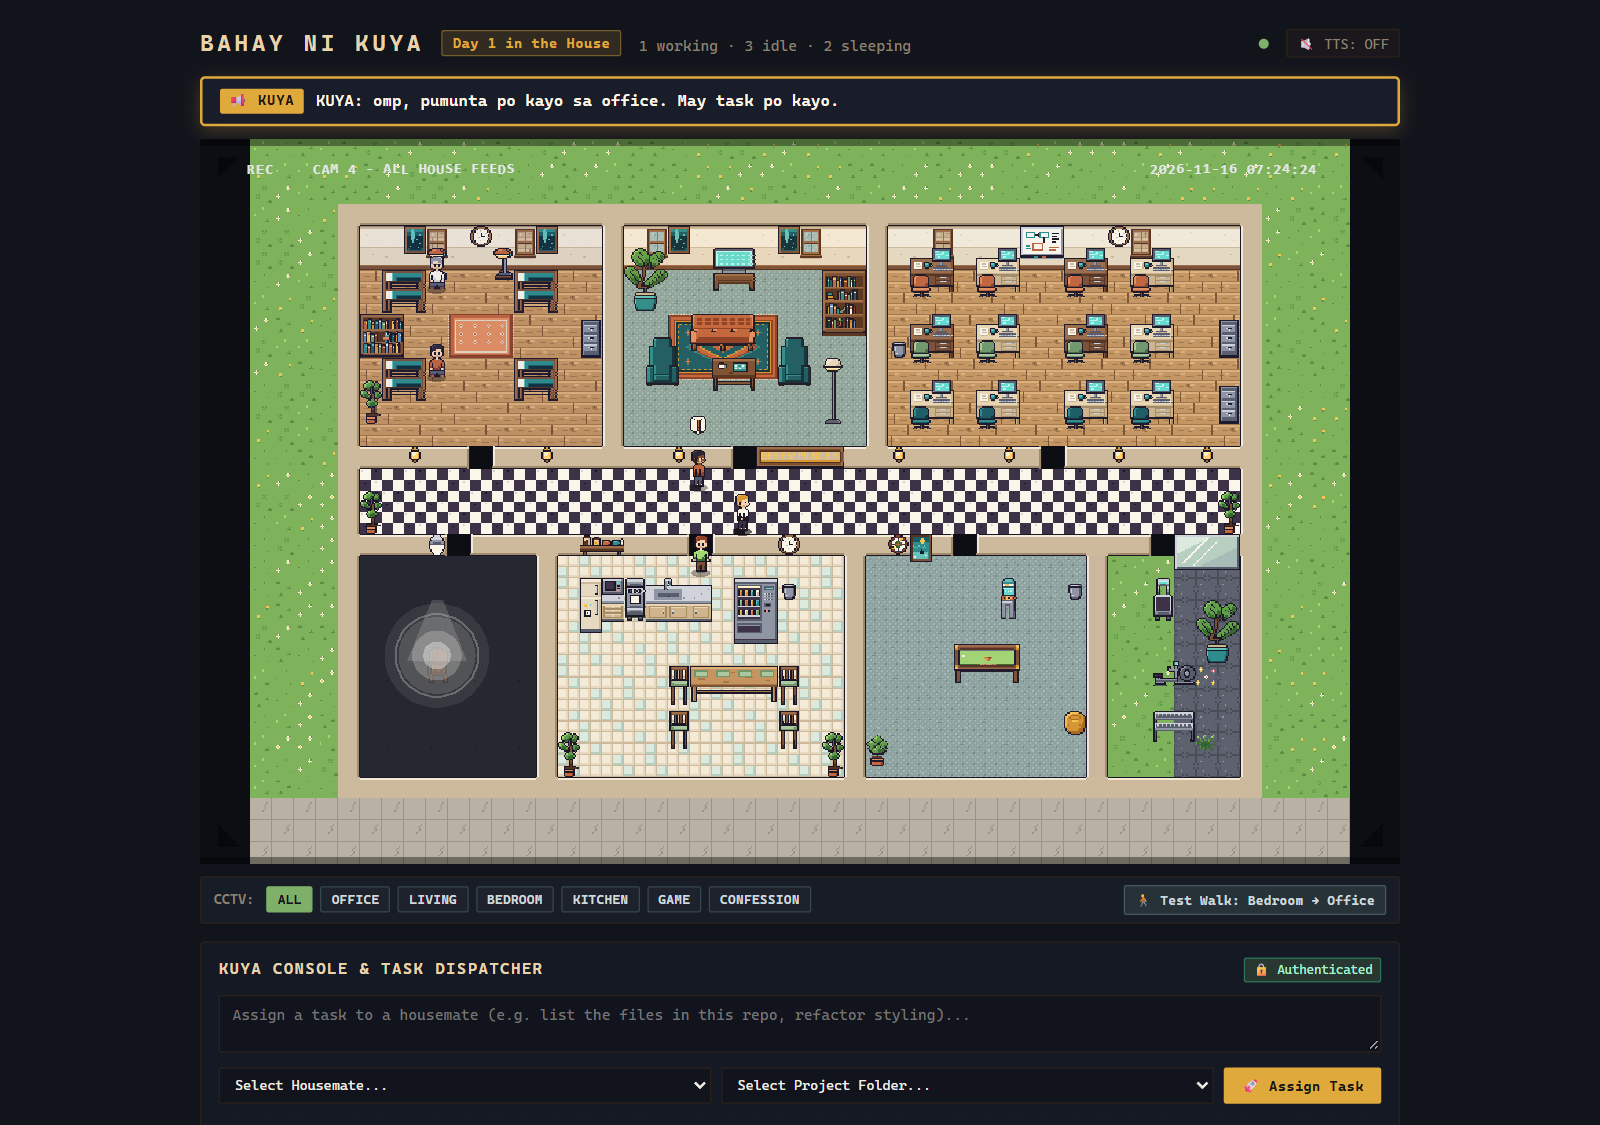 BAHAY NI KUYA
Day 1 in the House
1 working · 3 idle · 2 sleeping
TTS: OFF
KUYA
KUYA: omp, pumunta po kayo sa office. May task po kayo.
REC
CAM 4 - ALL HOUSE FEEDS
2026-11-16 07:24:24
CCTV:
ALL
OFFICE
LIVING
BEDROOM
KITCHEN
GAME
CONFESSION
Test Walk: Bedroom → Office
KUYA CONSOLE & TASK DISPATCHER
Authenticated
Assign a task to a housemate (e.g. list the files in this repo, refactor styling)...
Select Housemate...
Select Project Folder...
Assign Task